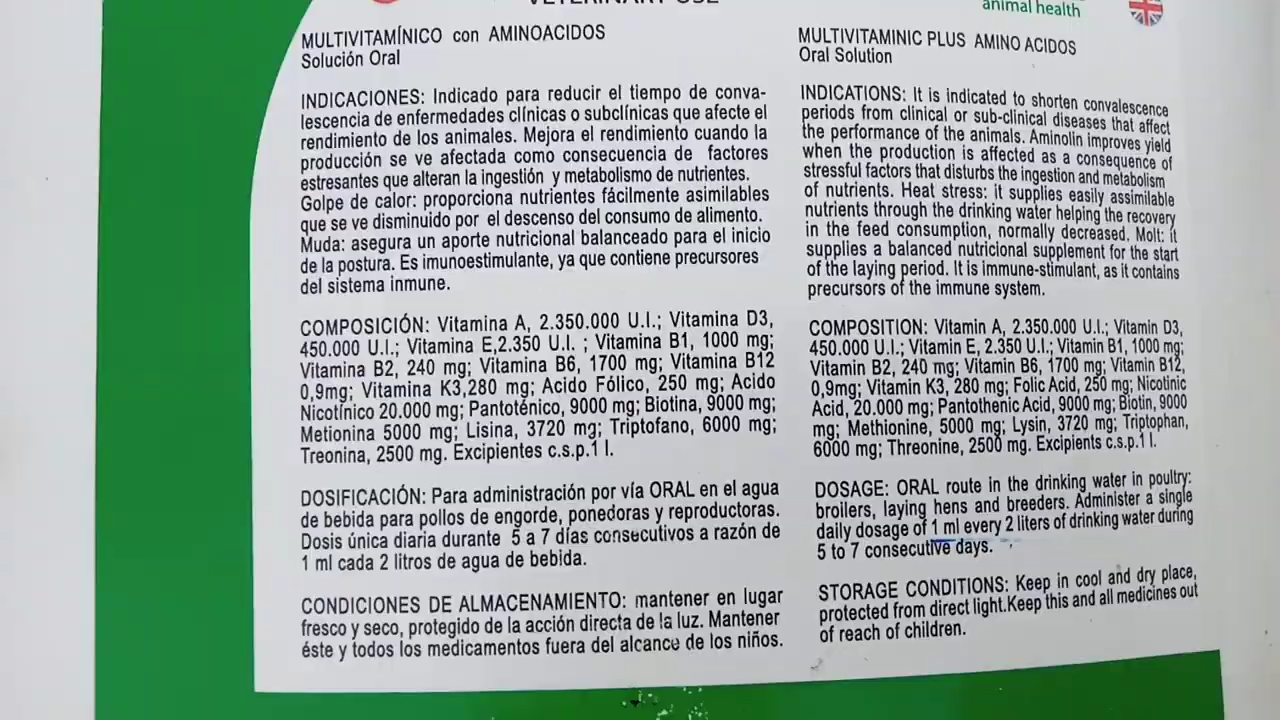 VETERINARY USE
animal health
MULTIVITAMÍNICO con AMINOACIDOS
Solución Oral
INDICACIONES: Indicado para reducir el tiempo de conva-
lescencia de enfermedades clínicas o subclínicas que afecte el
rendimiento de los animales. Mejora el rendimiento cuando la
producción se ve afectada como consecuencia de factores
estresantes que alteran la ingestión y metabolismo de nutrientes.
Golpe de calor: proporciona nutrientes fácilmente asimilables
que se ve disminuido por el descenso del consumo de alimento.
Muda: asegura un aporte nutricional balanceado para el inicio
de la postura. Es imunoestimulante, ya que contiene precursores
del sistema inmune.
COMPOSICIÓN: Vitamina A, 2.350.000 U.I.; Vitamina D3,
450.000 U.I.; Vitamina E,2.350 U.I. ; Vitamina B1, 1000 mg;
Vitamina B2, 240 mg; Vitamina B6, 1700 mg; Vitamina B12
0,9mg; Vitamina K3,280 mg; Acido Fólico, 250 mg; Acido
Nicotínico 20.000 mg; Pantoténico, 9000 mg; Biotina, 9000 mg;
Metionina 5000 mg; Lisina, 3720 mg; Triptofano, 6000 mg;
Treonina, 2500 mg. Excipientes c.s.p.1 l.
DOSIFICACIÓN: Para administración por vía ORAL en el agua
de bebida para pollos de engorde, ponedoras y reproductoras.
Dosis única diaria durante 5 a 7 días consecutivos a razón de
1 ml cada 2 litros de agua de bebida.
CONDICIONES DE ALMACENAMIENTO: mantener en lugar
fresco y seco, protegido de la acción directa de la luz. Mantener
éste y todos los medicamentos fuera del alcance de los niños.
MULTIVITAMINIC PLUS AMINO ACIDOS
Oral Solution
INDICATIONS: It is indicated to shorten convalescence
periods from clinical or sub-clinical diseases that affect
the performance of the animals. Aminolin improves yield
when the production is affected as a consequence of
stressful factors that disturbs the ingestion and metabolism
of nutrients. Heat stress: it supplies easily assimilable
nutrients through the drinking water helping the recovery
in the feed consumption, normally decreased. Molt: it
supplies a balanced nutricional supplement for the start
of the laying period. It is immune-stimulant, as it contains
precursors of the immune system.
COMPOSITION: Vitamin A, 2.350.000 U.I.; Vitamin D3,
450.000 U.I.; Vitamin E, 2.350 U.I.; Vitamin B1, 1000 mg;
Vitamin B2, 240 mg; Vitamin B6, 1700 mg; Vitamin B12,
0,9mg; Vitamin K3, 280 mg; Folic Acid, 250 mg; Nicotinic
Acid, 20.000 mg; Pantothenic Acid, 9000 mg; Biotin, 9000
mg; Methionine, 5000 mg; Lysin, 3720 mg; Triptophan,
6000 mg; Threonine, 2500 mg. Excipients c.s.p.1 l.
DOSAGE: ORAL route in the drinking water in poultry:
broilers, laying hens and breeders. Administer a single
daily dosage of 1 ml every 2 liters of drinking water during
5 to 7 consecutive days.
STORAGE CONDITIONS: Keep in cool and dry place,
protected from direct light.Keep this and all medicines out
of reach of children.